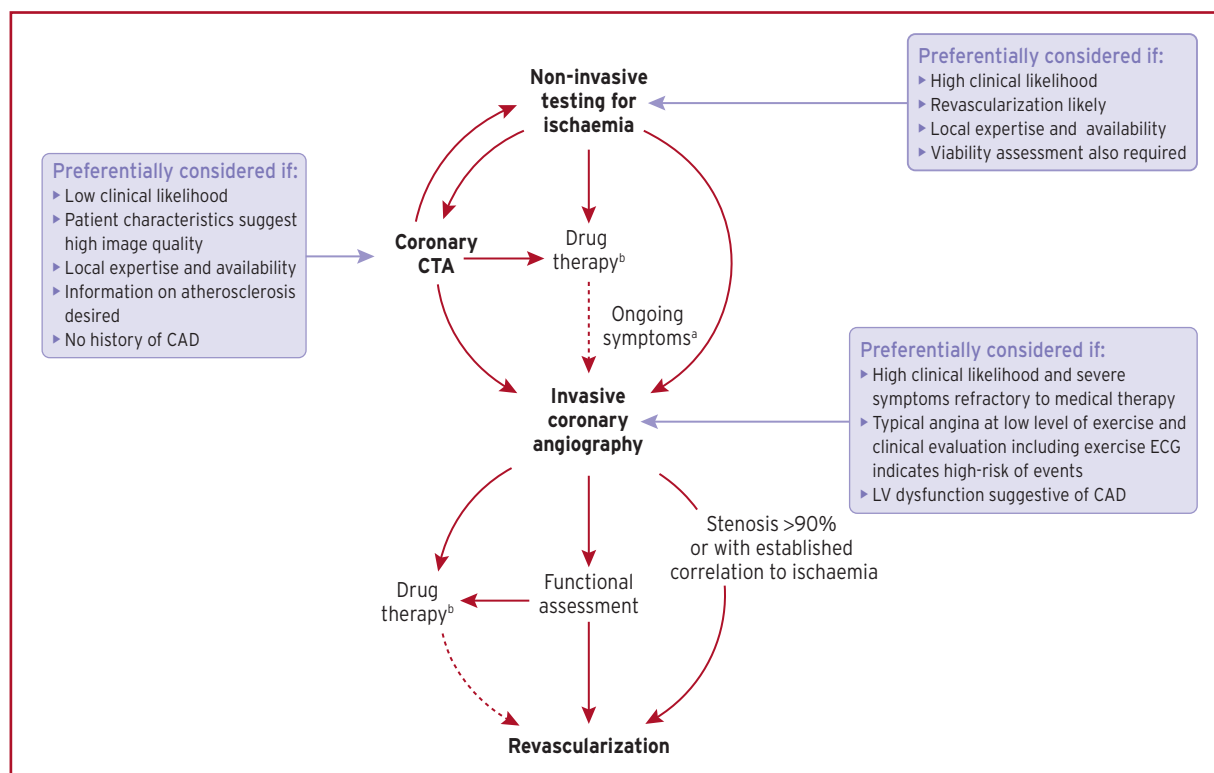 Non-invasive
testing for
ischaemia
Preferentially considered if:
▸ High clinical likelihood
▸ Revascularization likely
▸ Local expertise and availability
▸ Viability assessment also required
Preferentially considered if:
▸ Low clinical likelihood
▸ Patient characteristics suggest
high image quality
▸ Local expertise and availability
▸ Information on atherosclerosis
desired
▸ No history of CAD
Coronary
CTA
Drug
therapyᵇ
Ongoing
symptomsᵃ
Invasive
coronary
angiography
Preferentially considered if:
▸ High clinical likelihood and severe
symptoms refractory to medical therapy
▸ Typical angina at low level of exercise and
clinical evaluation including exercise ECG
indicates high-risk of events
▸ LV dysfunction suggestive of CAD
Stenosis >90%
or with established
correlation to ischaemia
Drug
therapyᵇ
Functional
assessment
Revascularization